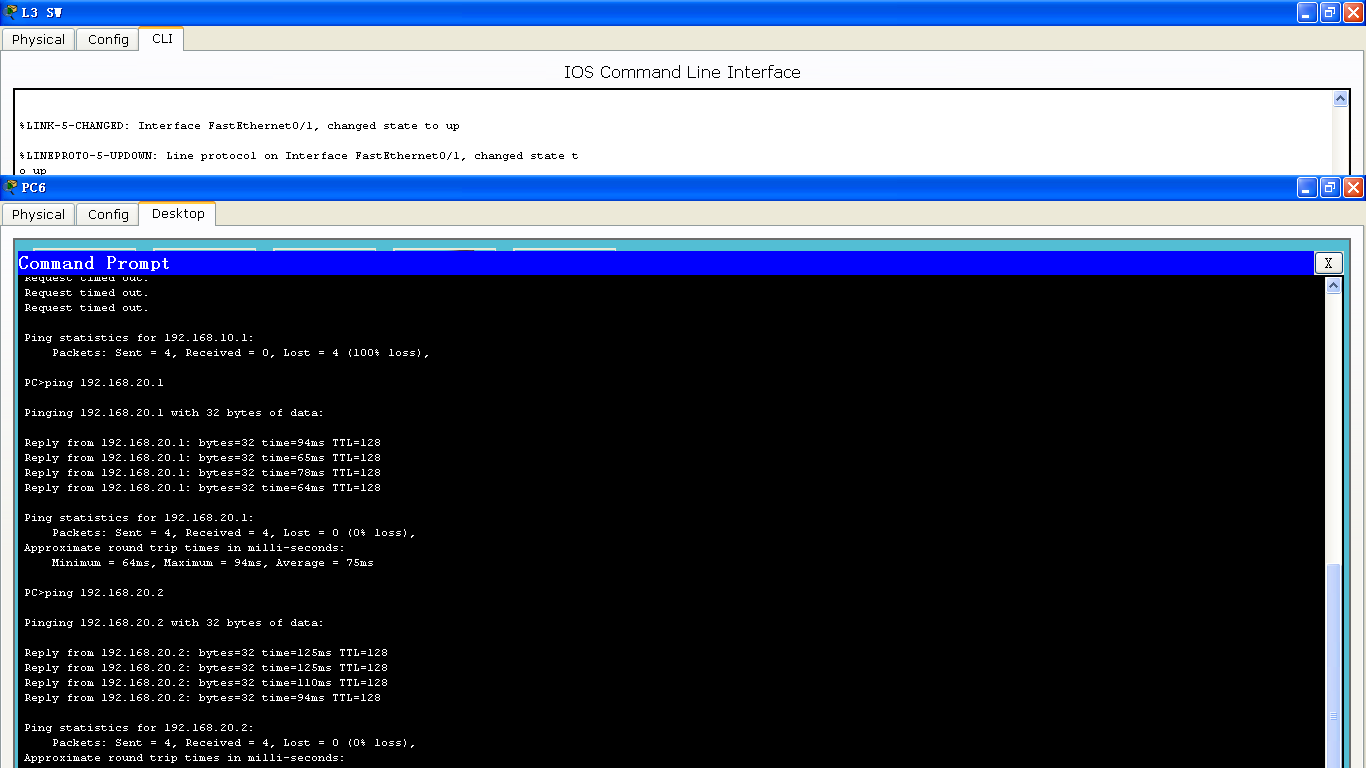 L3 SW
Physical Config CLI
IOS Command Line Interface
%LINK-5-CHANGED: Interface FastEthernet0/1, changed state to up
%LINEPROTO-5-UPDOWN: Line protocol on Interface FastEthernet0/1, changed state t
o up
PC6
Physical Config Desktop
Command Prompt X
Request timed out.
Request timed out.
Request timed out.
Ping statistics for 192.168.10.1:
Packets: Sent = 4, Received = 0, Lost = 4 (100% loss),
PC>ping 192.168.20.1
Pinging 192.168.20.1 with 32 bytes of data:
Reply from 192.168.20.1: bytes=32 time=94ms TTL=128
Reply from 192.168.20.1: bytes=32 time=65ms TTL=128
Reply from 192.168.20.1: bytes=32 time=78ms TTL=128
Reply from 192.168.20.1: bytes=32 time=64ms TTL=128
Ping statistics for 192.168.20.1:
Packets: Sent = 4, Received = 4, Lost = 0 (0% loss),
Approximate round trip times in milli-seconds:
Minimum = 64ms, Maximum = 94ms, Average = 75ms
PC>ping 192.168.20.2
Pinging 192.168.20.2 with 32 bytes of data:
Reply from 192.168.20.2: bytes=32 time=125ms TTL=128
Reply from 192.168.20.2: bytes=32 time=125ms TTL=128
Reply from 192.168.20.2: bytes=32 time=110ms TTL=128
Reply from 192.168.20.2: bytes=32 time=94ms TTL=128
Ping statistics for 192.168.20.2:
Packets: Sent = 4, Received = 4, Lost = 0 (0% loss),
Approximate round trip times in milli-seconds: